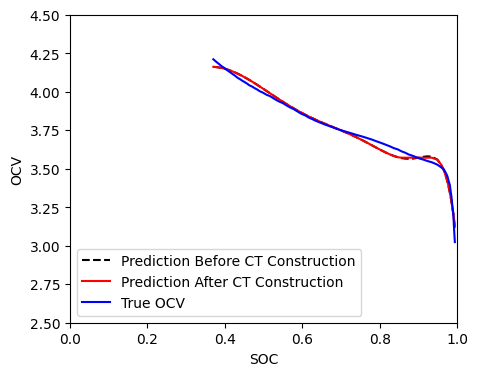 4.50
4.25
4.00
3.75
3.50
3.25
3.00
2.75
2.50
OCV
Prediction Before CT Construction
Prediction After CT Construction
True OCV
0.0 0.2 0.4 0.6 0.8 1.0
SOC